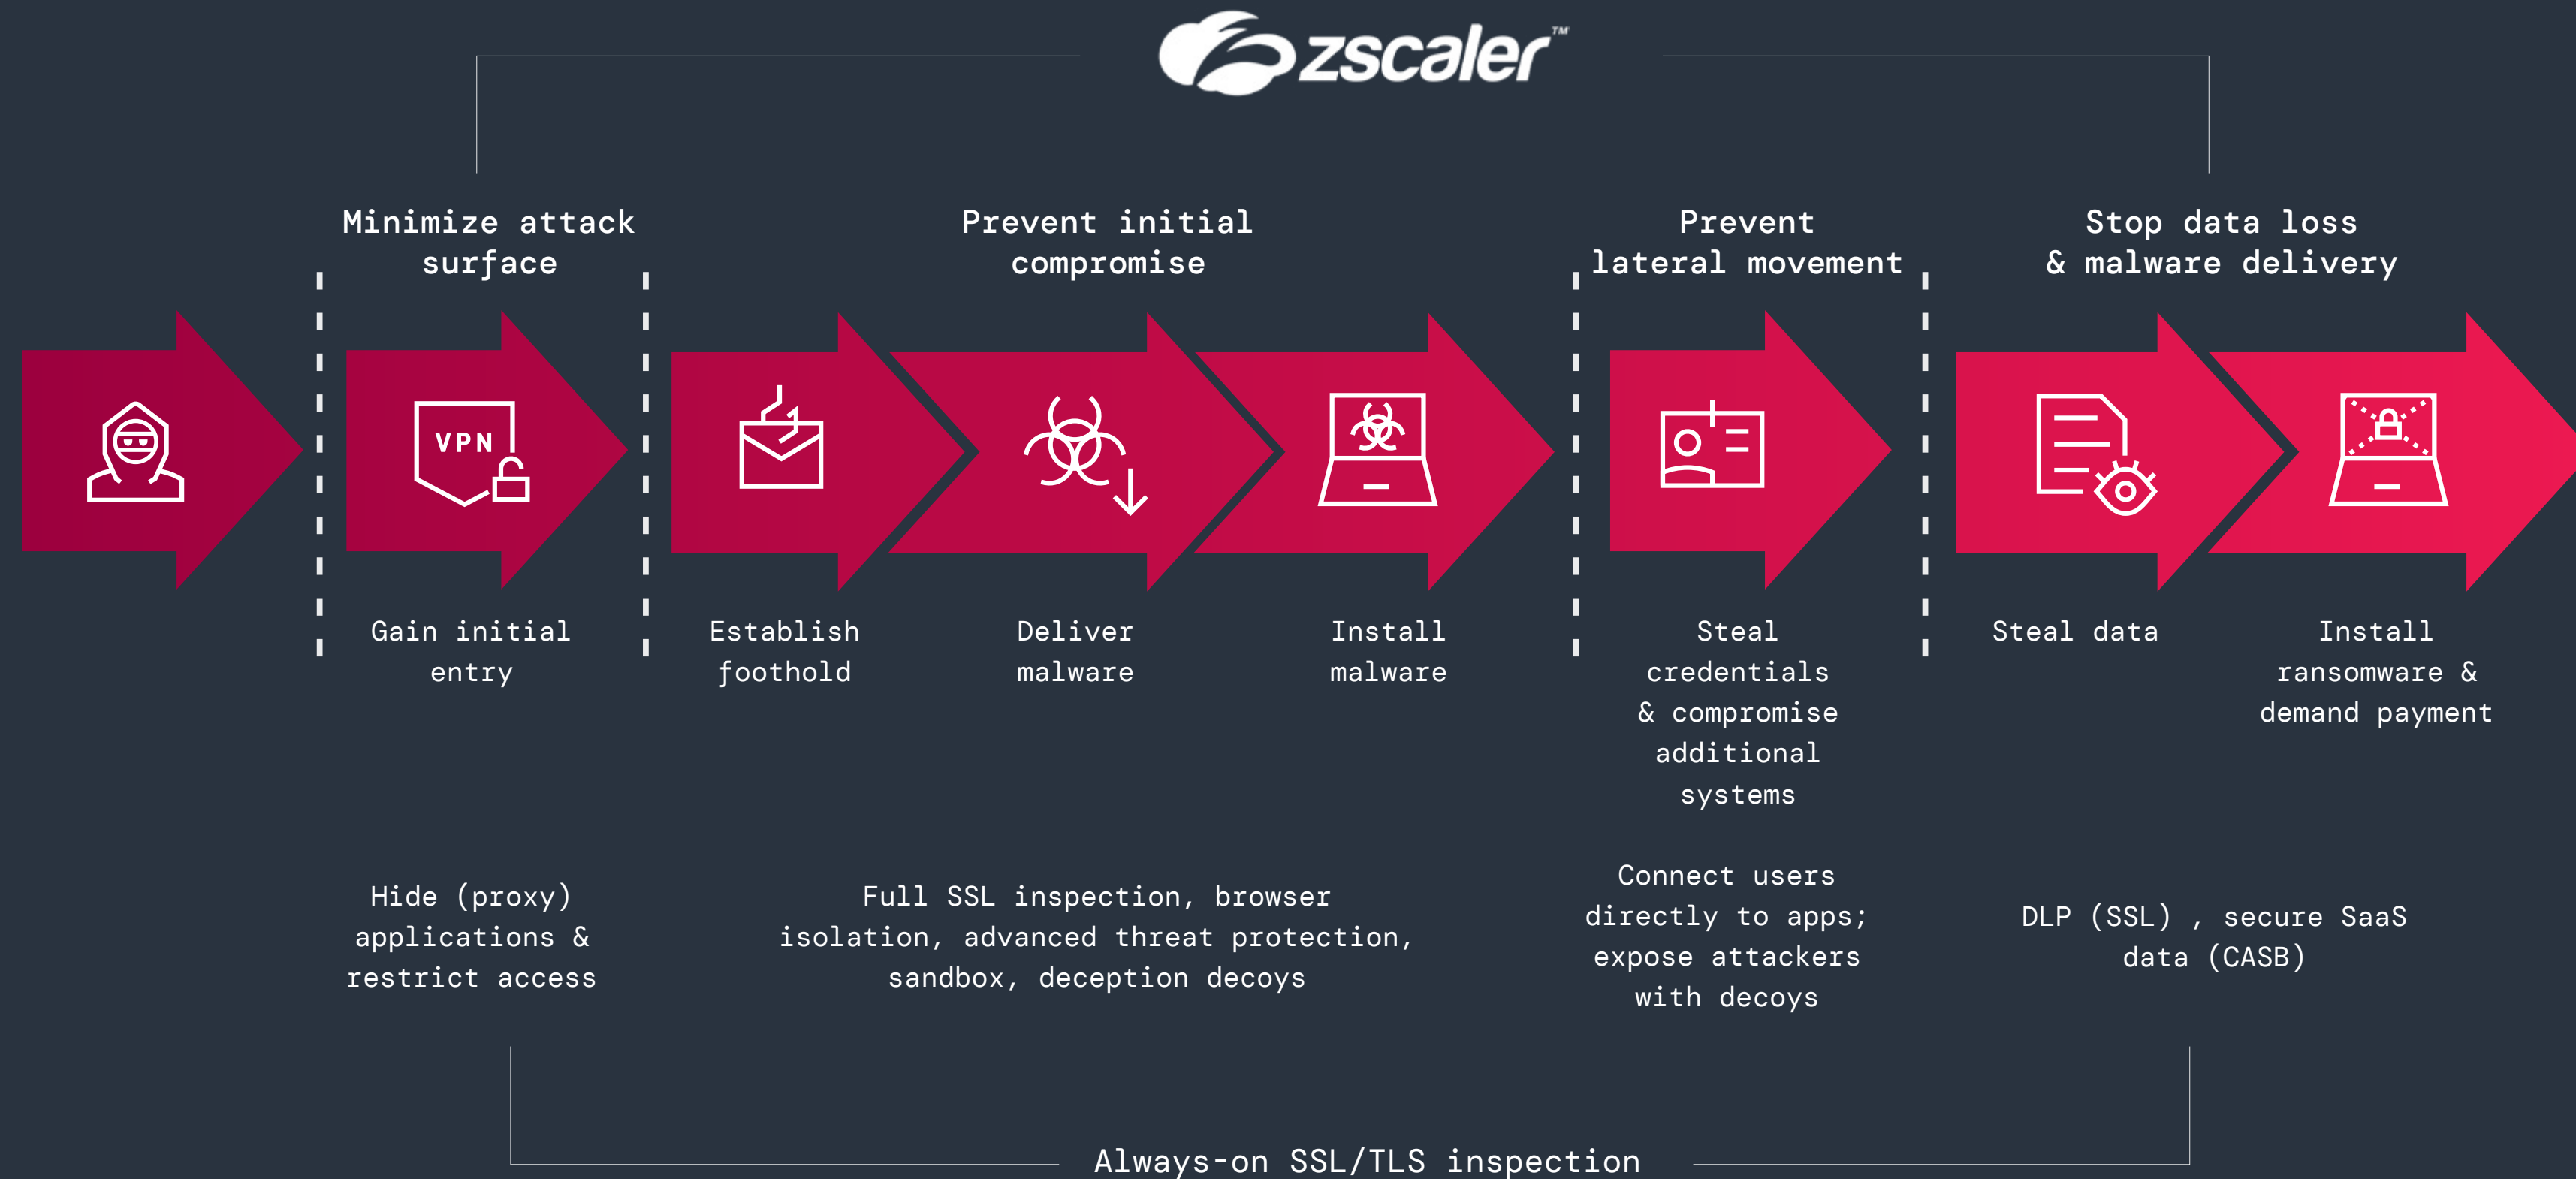 zscaler™
Minimize attack
surface
Prevent initial
compromise
Prevent
lateral movement
Stop data loss
& malware delivery
VPN
Gain initial
entry
Establish
foothold
Deliver
malware
Install
malware
Steal
credentials
& compromise
additional
systems
Steal data
Install
ransomware &
demand payment
Hide (proxy)
applications &
restrict access
Full SSL inspection, browser
isolation, advanced threat protection,
sandbox, deception decoys
Connect users
directly to apps;
expose attackers
with decoys
DLP (SSL) , secure SaaS
data (CASB)
Always-on SSL/TLS inspection